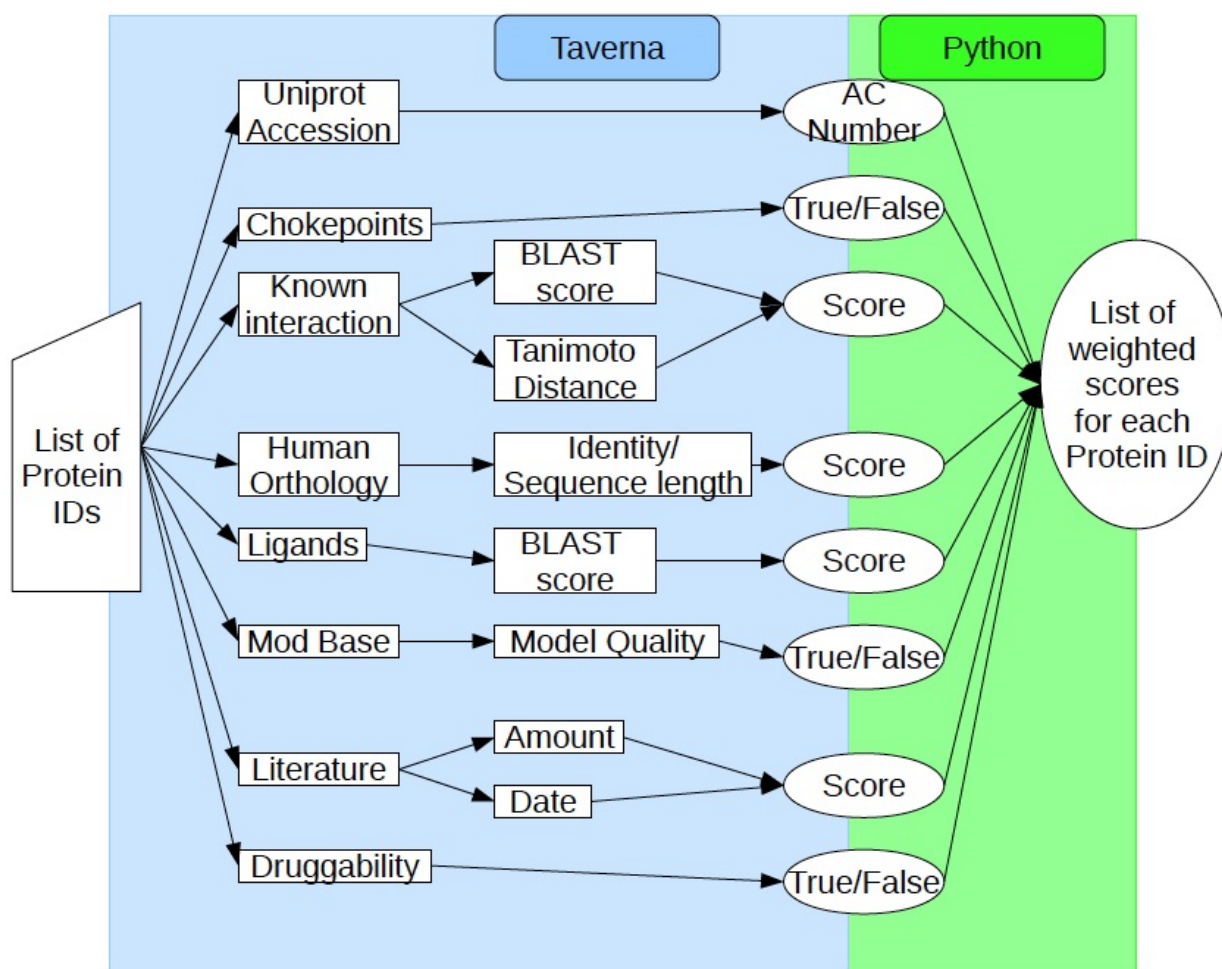 Taverna
Python
Uniprot
Accession
AC
Number
Chokepoints
True/False
Known
interaction
BLAST
score
Tanimoto
Distance
Score
List of
Protein
IDs
List of
weighted
scores
for each
Protein ID
Human
Orthology
Identity/
Sequence length
Score
Ligands
BLAST
score
Score
Mod Base
Model Quality
True/False
Literature
Amount
Date
Score
Druggability
True/False